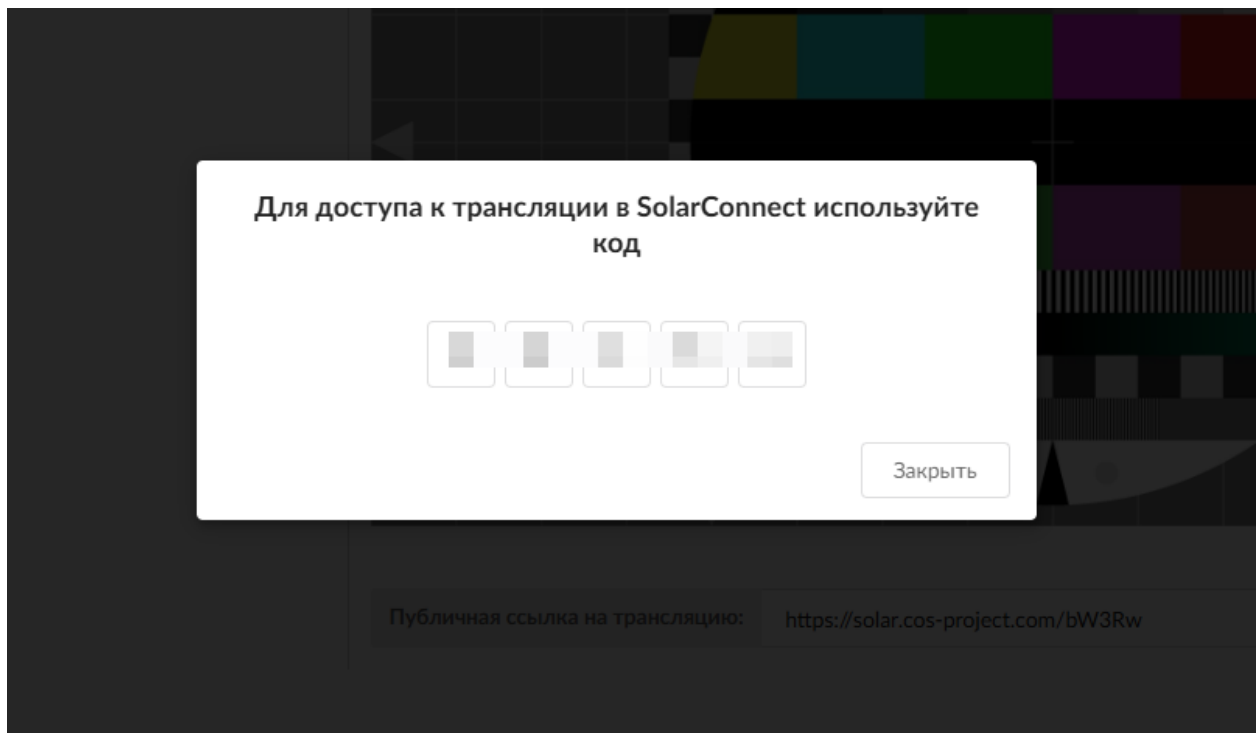 Для доступа к трансляции в SolarConnect используйте
код
Закрыть
Публичная ссылка на трансляцию: https://solar.cos-project.com/bW3Rw